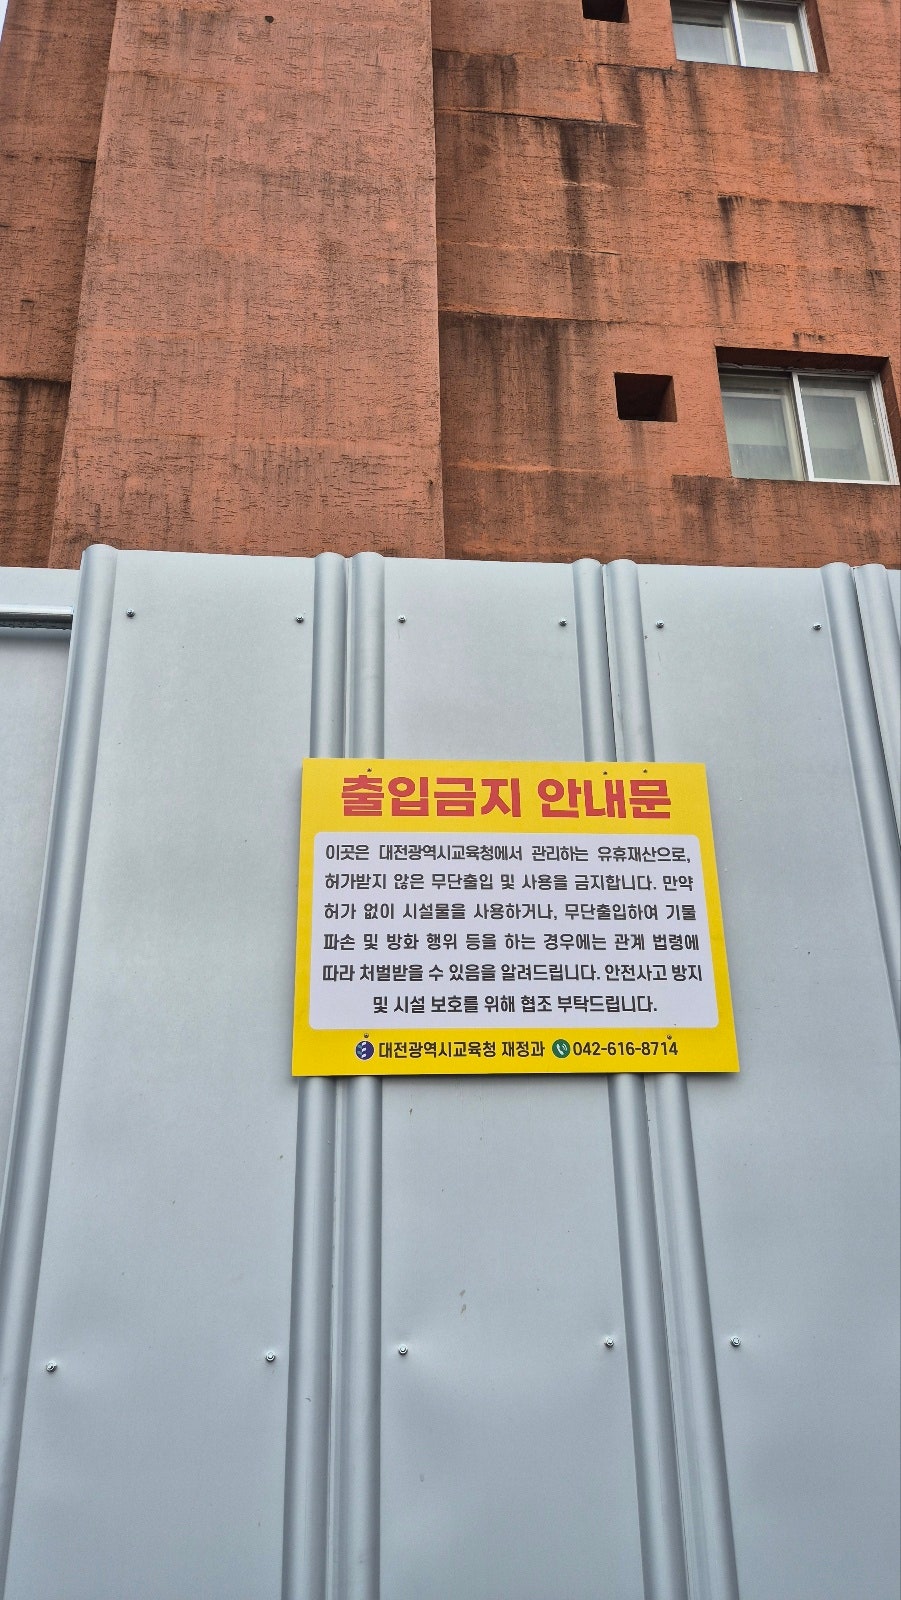 출입금지 안내문
이곳은 대전광역시교육청에서 관리하는 유휴재산으로,
허가받지 않은 무단출입 및 사용을 금지합니다. 만약
허가 없이 시설물을 사용하거나, 무단출입하여 기물
파손 및 방화 행위 등을 하는 경우에는 관계 법령에
따라 처벌받을 수 있음을 알려드립니다. 안전사고 방지
및 시설 보호를 위해 협조 부탁드립니다.
대전광역시교육청 재정과 042-616-8714